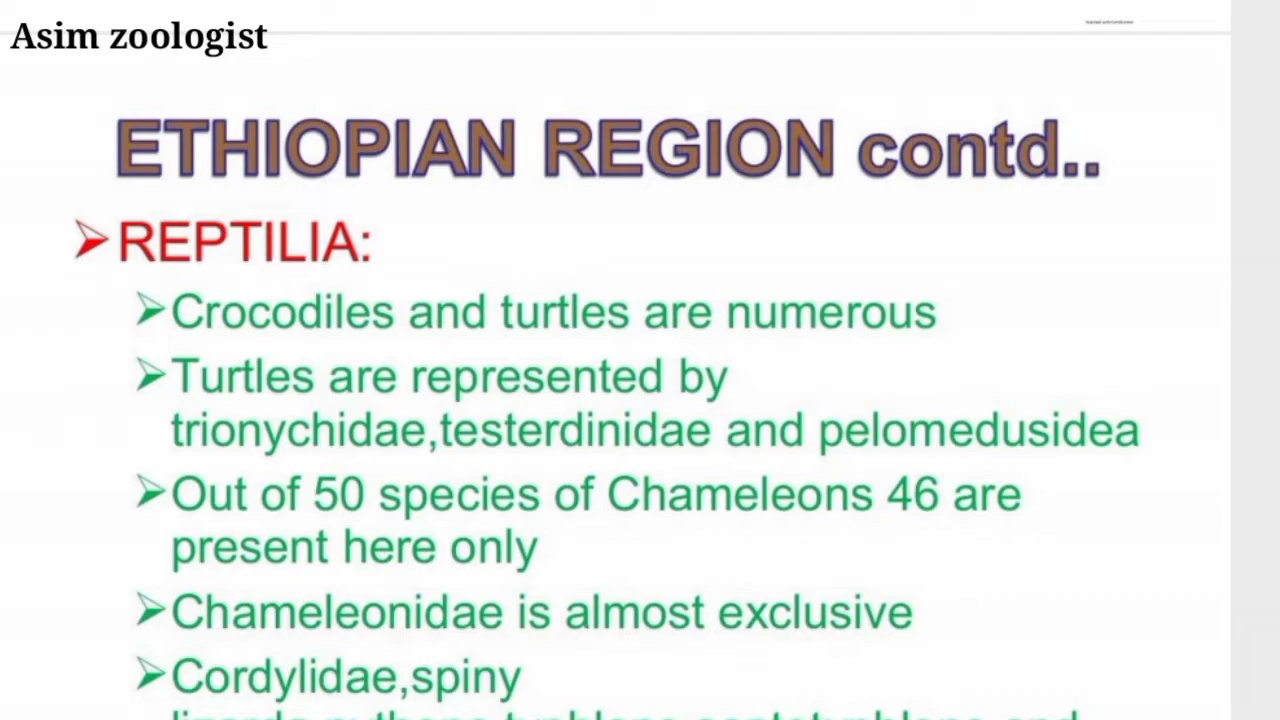 Asim zoologist
ETHIOPIAN REGION contd..
REPTILIA:
Crocodiles and turtles are numerous
Turtles are represented by
trionychidae,testerdinidae and pelomedusidea
Out of 50 species of Chameleons 46 are
present here only
Chameleonidae is almost exclusive
Cordylidae,spiny